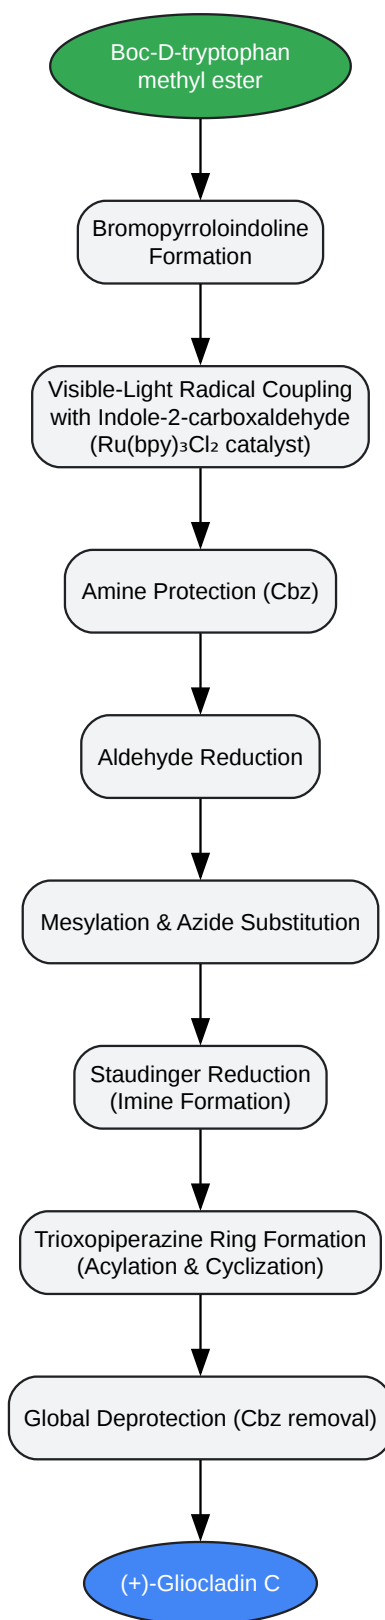 Boc-D-tryptophan
methyl ester
Bromopyrroloindoline
Formation
Visible-Light Radical Coupling
with Indole-2-carboxaldehyde
(Ru(bpy)₃Cl₂ catalyst)
Amine Protection (Cbz)
Aldehyde Reduction
Mesylation & Azide Substitution
Staudinger Reduction
(Imine Formation)
Trioxopiperazine Ring Formation
(Acylation & Cyclization)
Global Deprotection (Cbz removal)
(+)-Gliocladin C